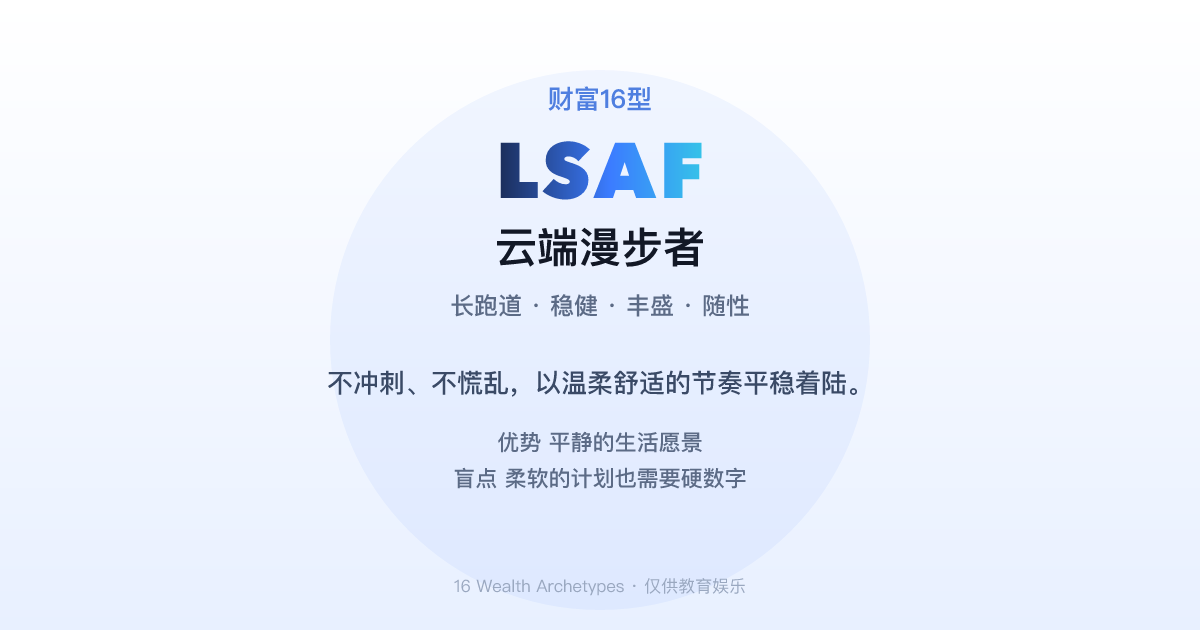 财富16型
LSAF
云端漫步者
长跑道 · 稳健 · 丰盛 · 随性
不冲刺、不慌乱，以温柔舒适的节奏平稳着陆。
优势 平静的生活愿景
盲点 柔软的计划也需要硬数字
16 Wealth Archetypes · 仅供教育娱乐